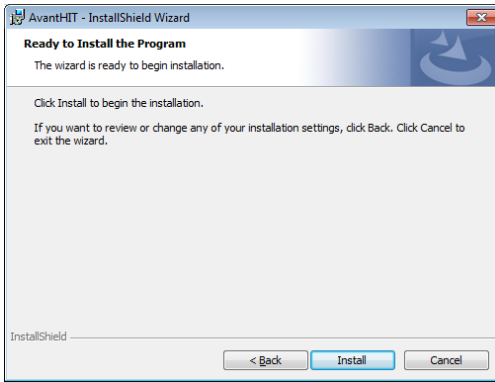 AvantHIT - InstallShield Wizard
Ready to Install the Program
The wizard is ready to begin installation.
Click Install to begin the installation.
If you want to review or change any of your installation settings, click Back. Click Cancel to
exit the wizard.
InstallShield
< Back
Install
Cancel